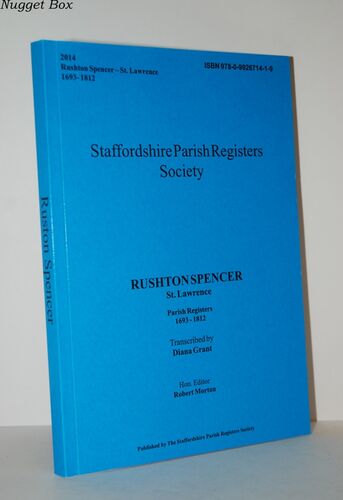 Nugget Box
2014
Rushton Spencer – St. Lawrence
1693- 1812
ISBN 978-0-9926714-1-9
Staffordshire Parish Registers
Society
RUSHTON SPENCER
St. Lawrence
Parish Registers
1693 - 1812
Transcribed by
Diana Grant
Hon. Editor
Robert Morton
Published by The Staffordshire Parish Registers Society
Ruston Spencer